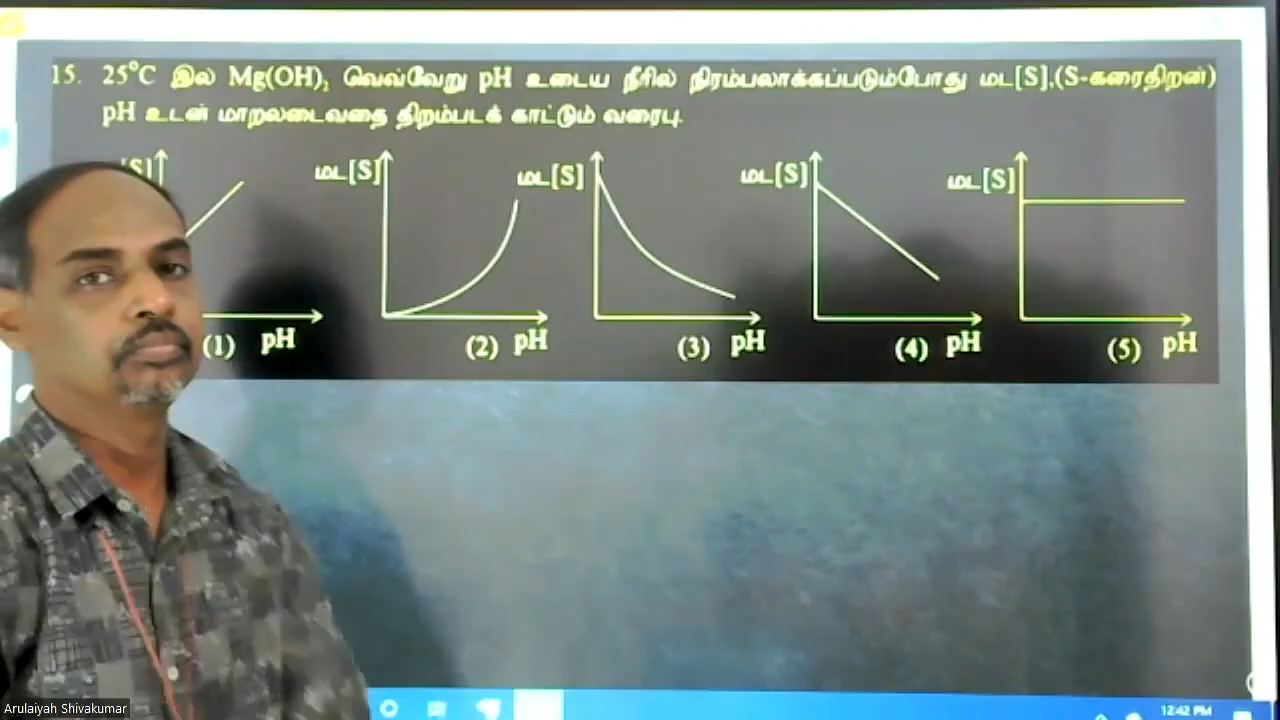 15. 25°C இல் Mg(OH)₂ வெவ்வேறு pH உடைய நீரில் நிரம்பலாக்கப்படும்போது மட[S],(S-கரைதிறன்)
pH உடன் மாறலடைவதை திறம்படக் காட்டும் வரைபு.
[S] மட[S] மட[S] மட[S] மட[S]
(1) pH (2) pH (3) pH (4) pH (5) pH
Arulaiyah Shivakumar
12:42 PM